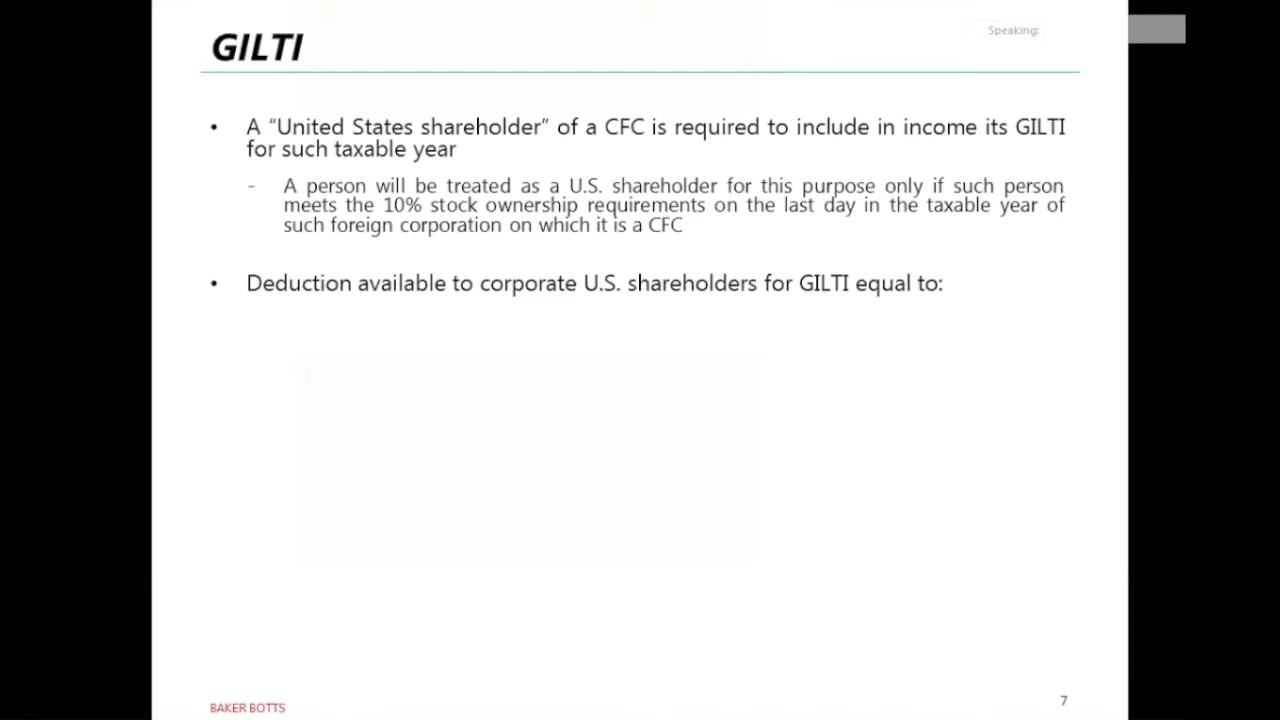 Speaking:
GILTI
• A “United States shareholder” of a CFC is required to include in income its GILTI
for such taxable year
- A person will be treated as a U.S. shareholder for this purpose only if such person
meets the 10% stock ownership requirements on the last day in the taxable year of
such foreign corporation on which it is a CFC
• Deduction available to corporate U.S. shareholders for GILTI equal to:
BAKER BOTTS
7